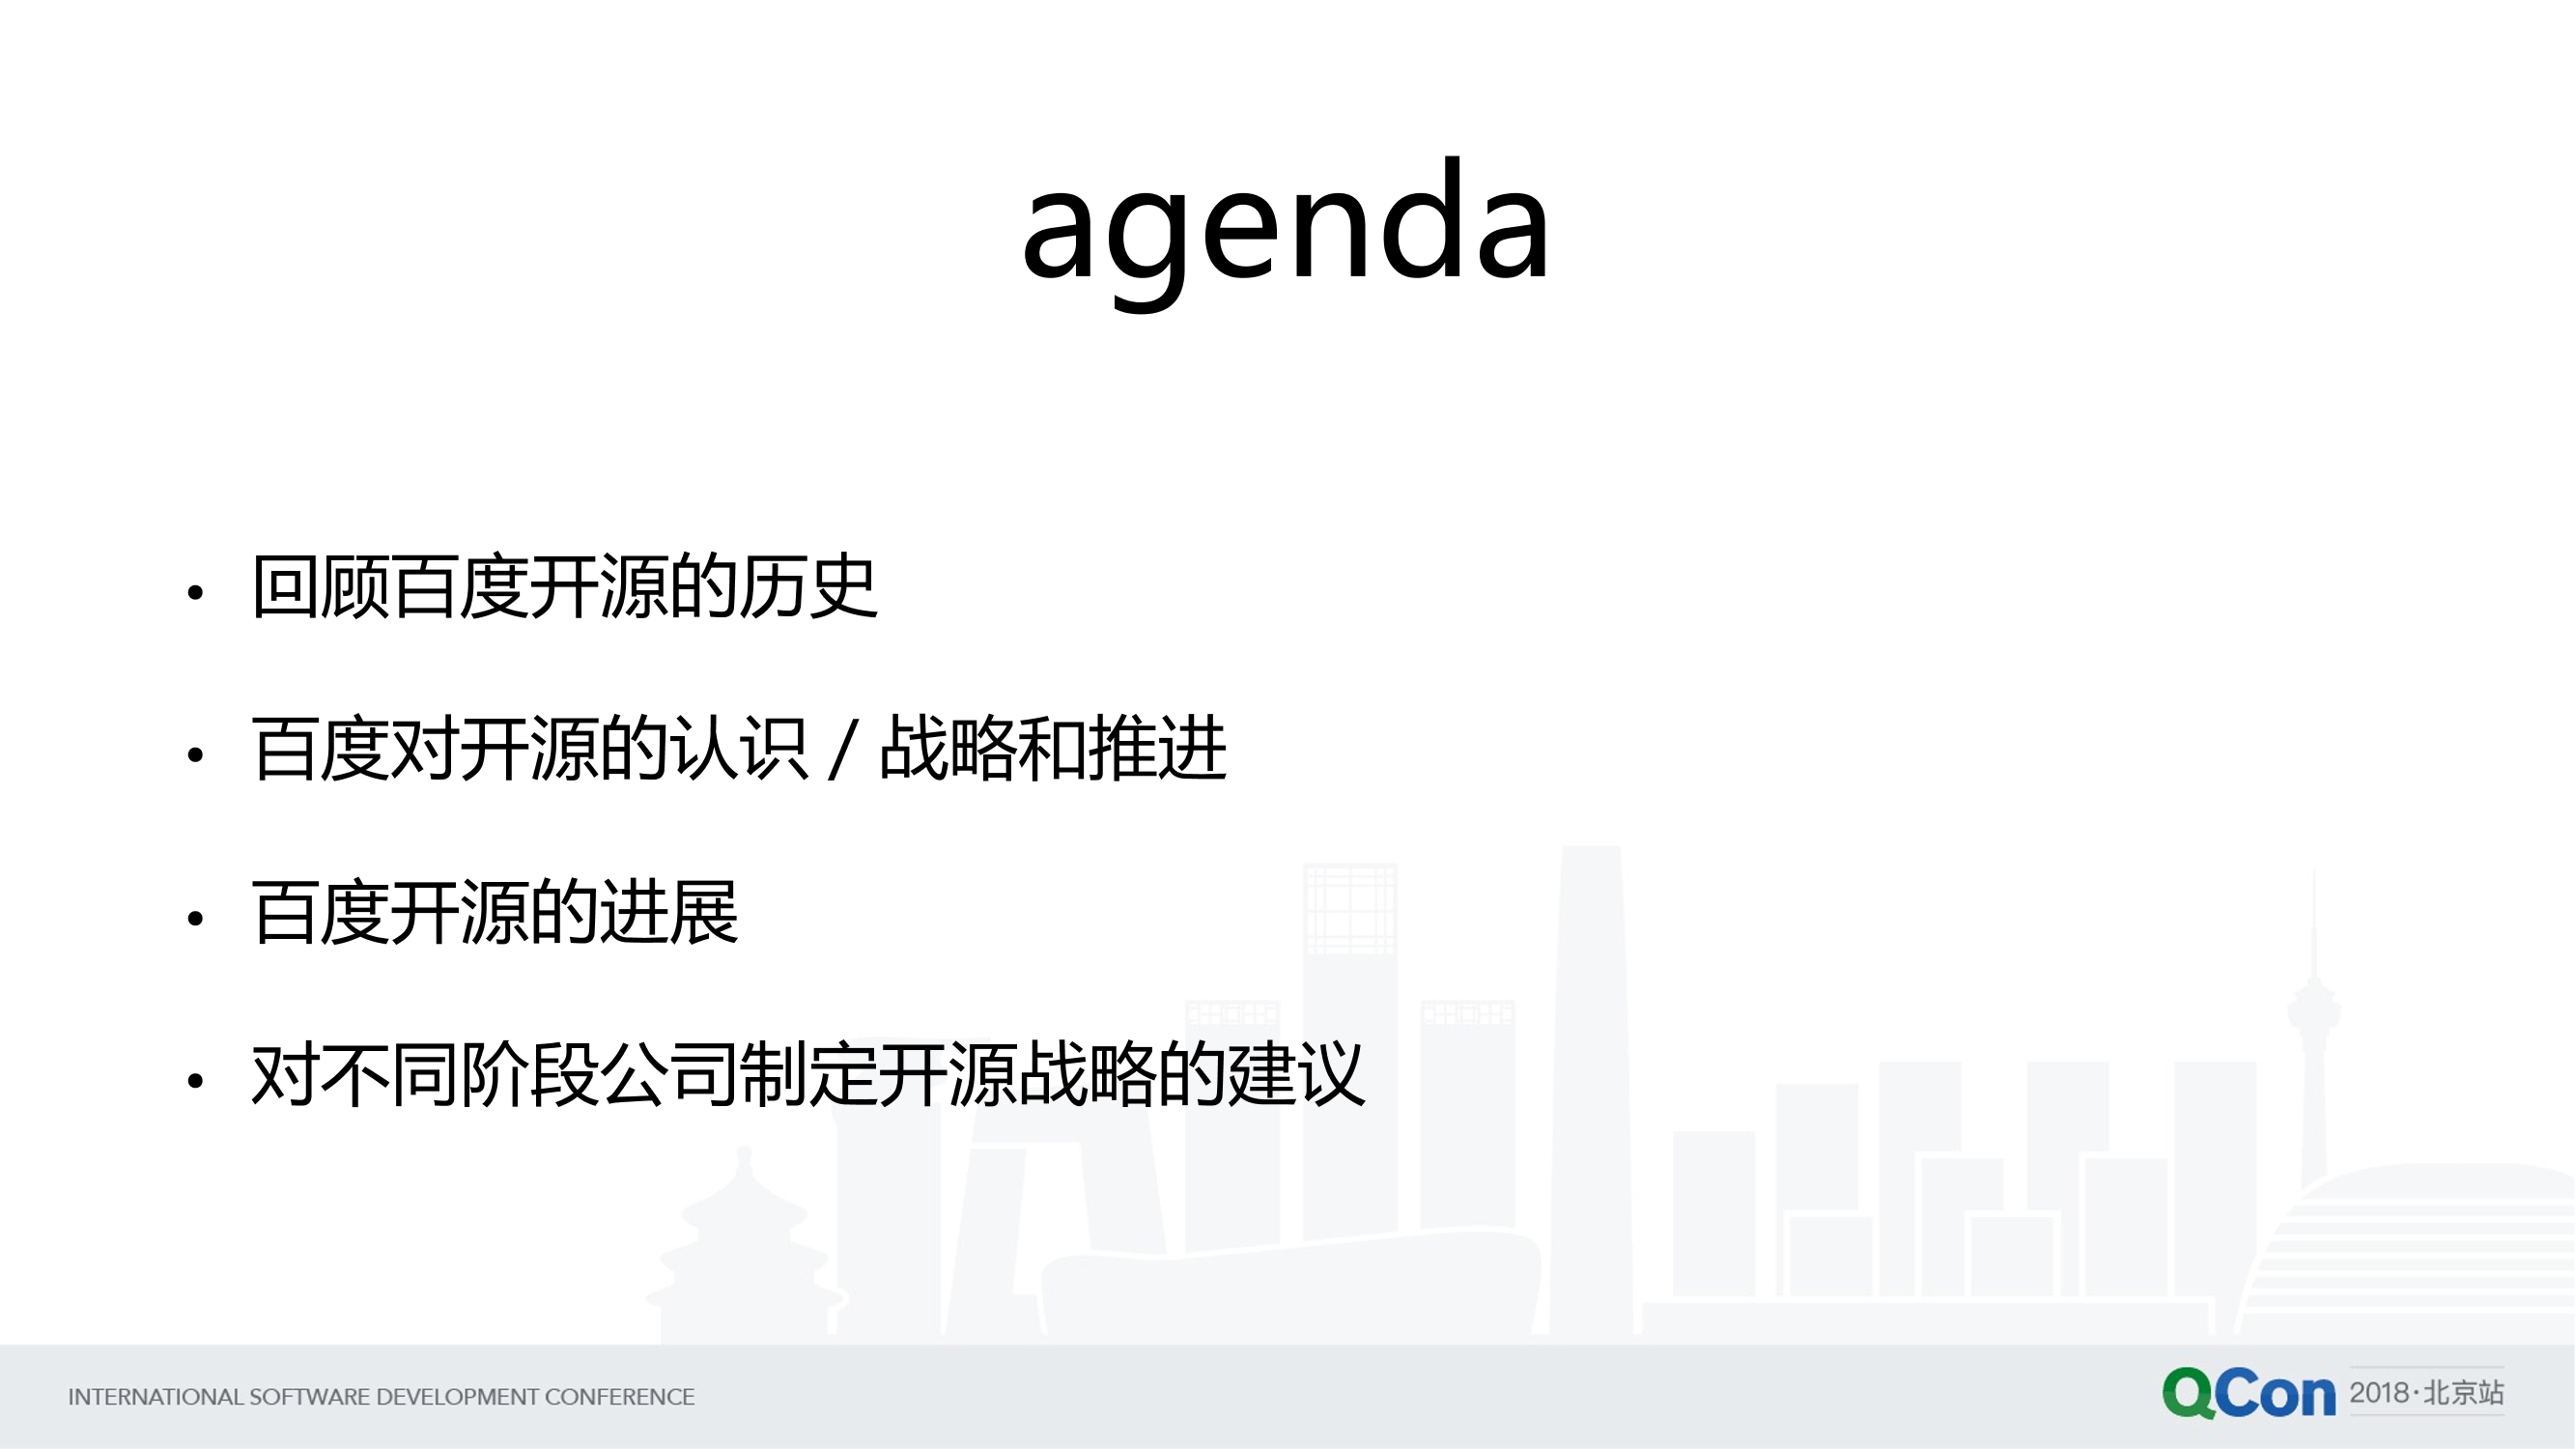 agenda
• 回顾百度开源的历史
• 百度对开源的认识 / 战略和推进
• 百度开源的进展
• 对不同阶段公司制定开源战略的建议
INTERNATIONAL SOFTWARE DEVELOPMENT CONFERENCE
QCon 2018·北京站